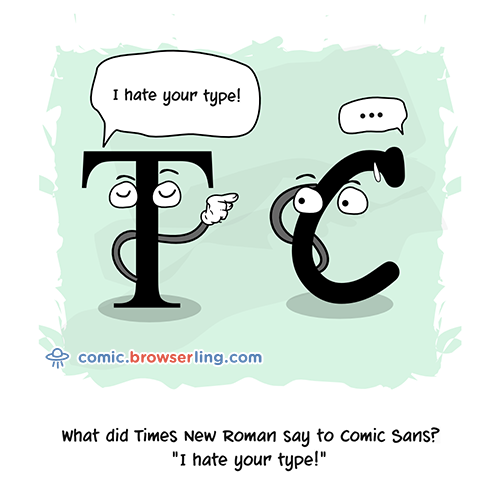 I hate your type!
...
T C
comic.browserling.com
What did Times New Roman say to Comic Sans?
"I hate your type!"